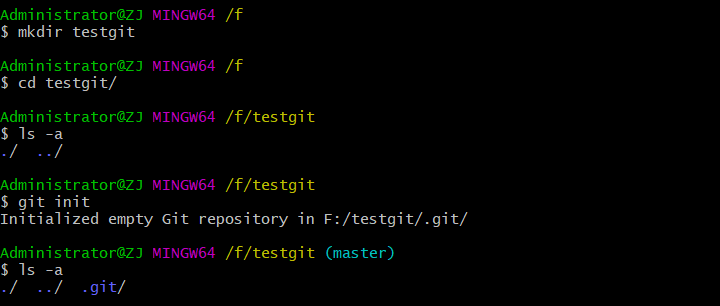 Administrator@ZJ MINGW64 /f
$ mkdir testgit
Administrator@ZJ MINGW64 /f
$ cd testgit/
Administrator@ZJ MINGW64 /f/testgit
$ ls -a
./  ../
Administrator@ZJ MINGW64 /f/testgit
$ git init
Initialized empty Git repository in F:/testgit/.git/
Administrator@ZJ MINGW64 /f/testgit (master)
$ ls -a
./  ../  .git/